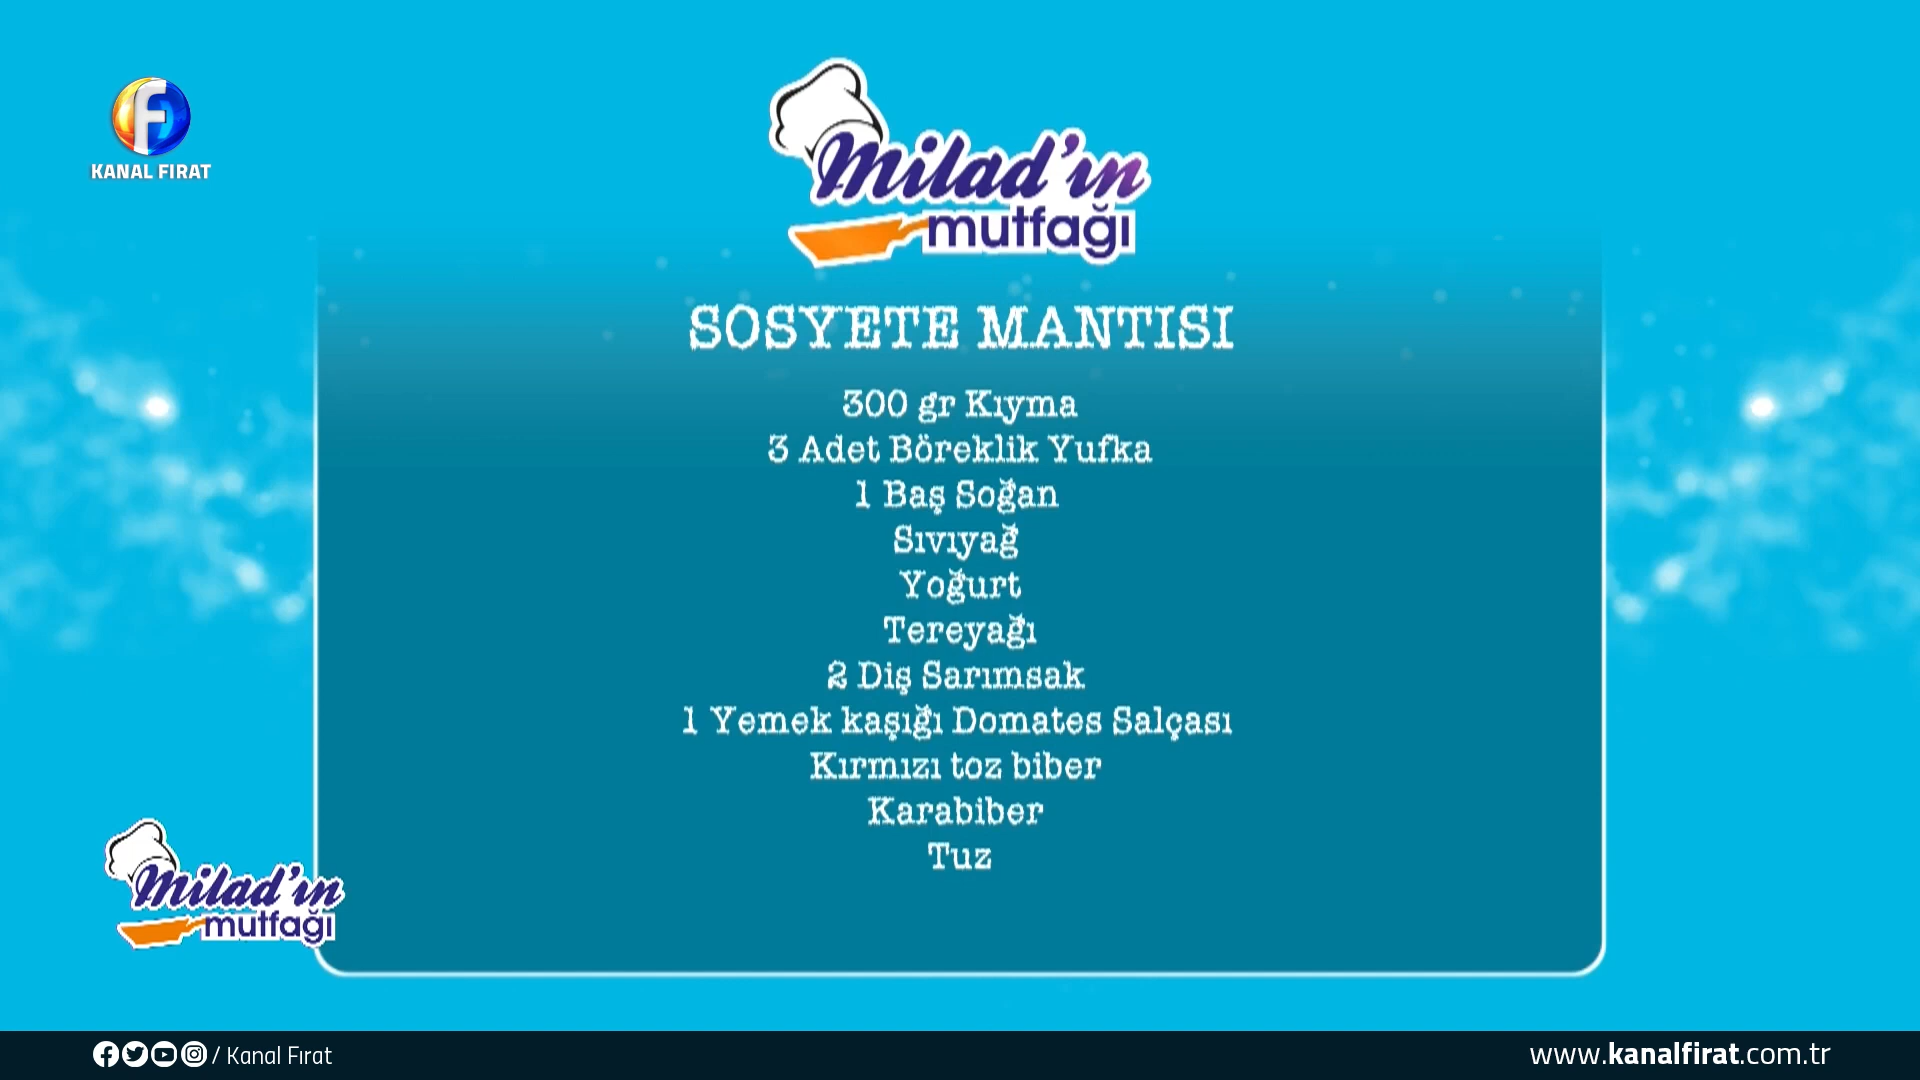 KANAL FIRAT
Milad'ın
mutfağı
SOSYETE MANTISI
300 gr Kıyma
3 Adet Böreklik Yufka
1 Baş Soğan
Sıvıyağ
Yoğurt
Tereyağı
2 Diş Sarımsak
1 Yemek kaşığı Domates Salçası
Kırmızı toz biber
Karabiber
Tuz
Milad'ın
mutfağı
/ Kanal Fırat
www.kanalfirat.com.tr